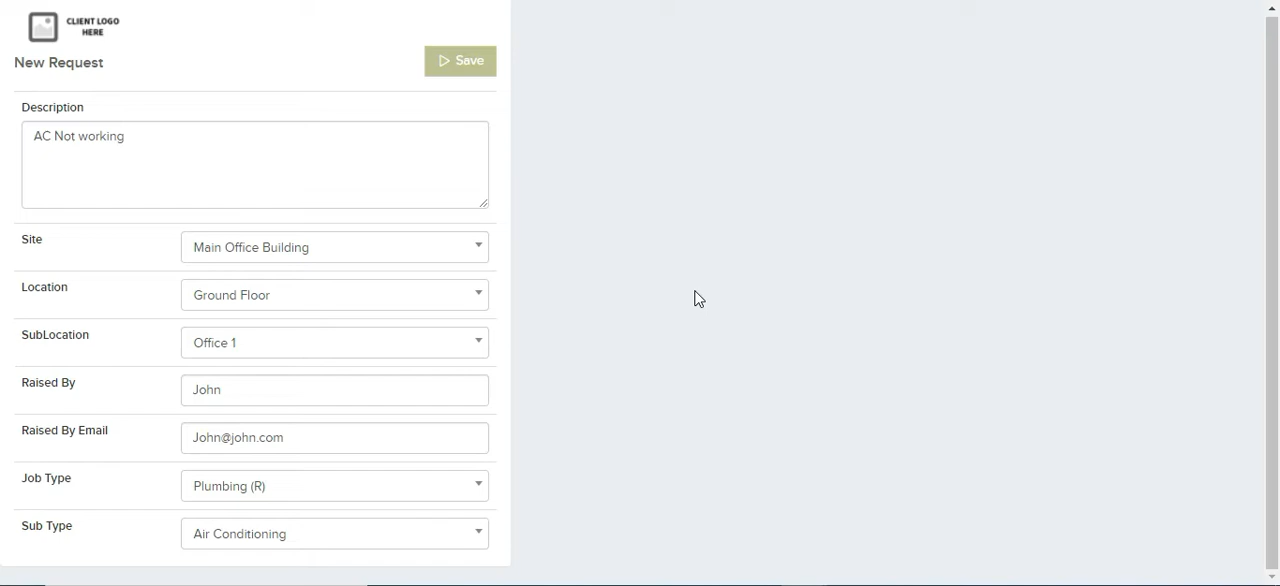 CLIENT LOGO
HERE
New Request
Save
Description
AC Not working
Site
Main Office Building
Location
Ground Floor
SubLocation
Office 1
Raised By
John
Raised By Email
John@john.com
Job Type
Plumbing (R)
Sub Type
Air Conditioning